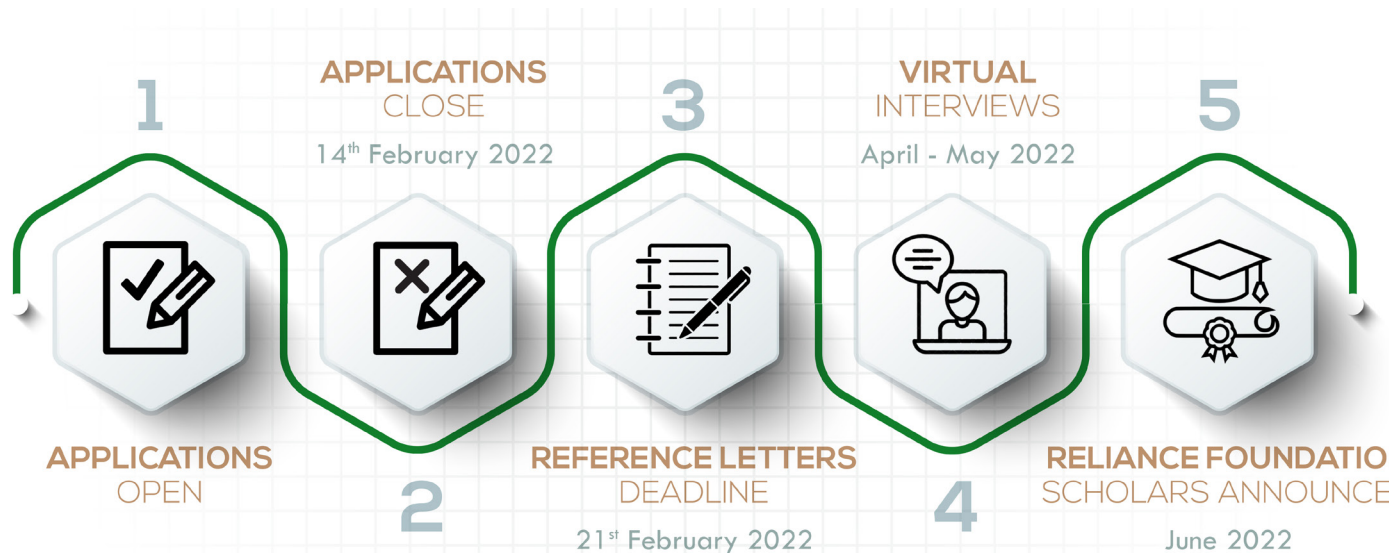 1
APPLICATIONS
OPEN
APPLICATIONS
CLOSE
14th February 2022
2
3
REFERENCE LETTERS
DEADLINE
21st February 2022
VIRTUAL
INTERVIEWS
April - May 2022
4
5
RELIANCE FOUNDATIO
SCHOLARS ANNOUNCE
June 2022